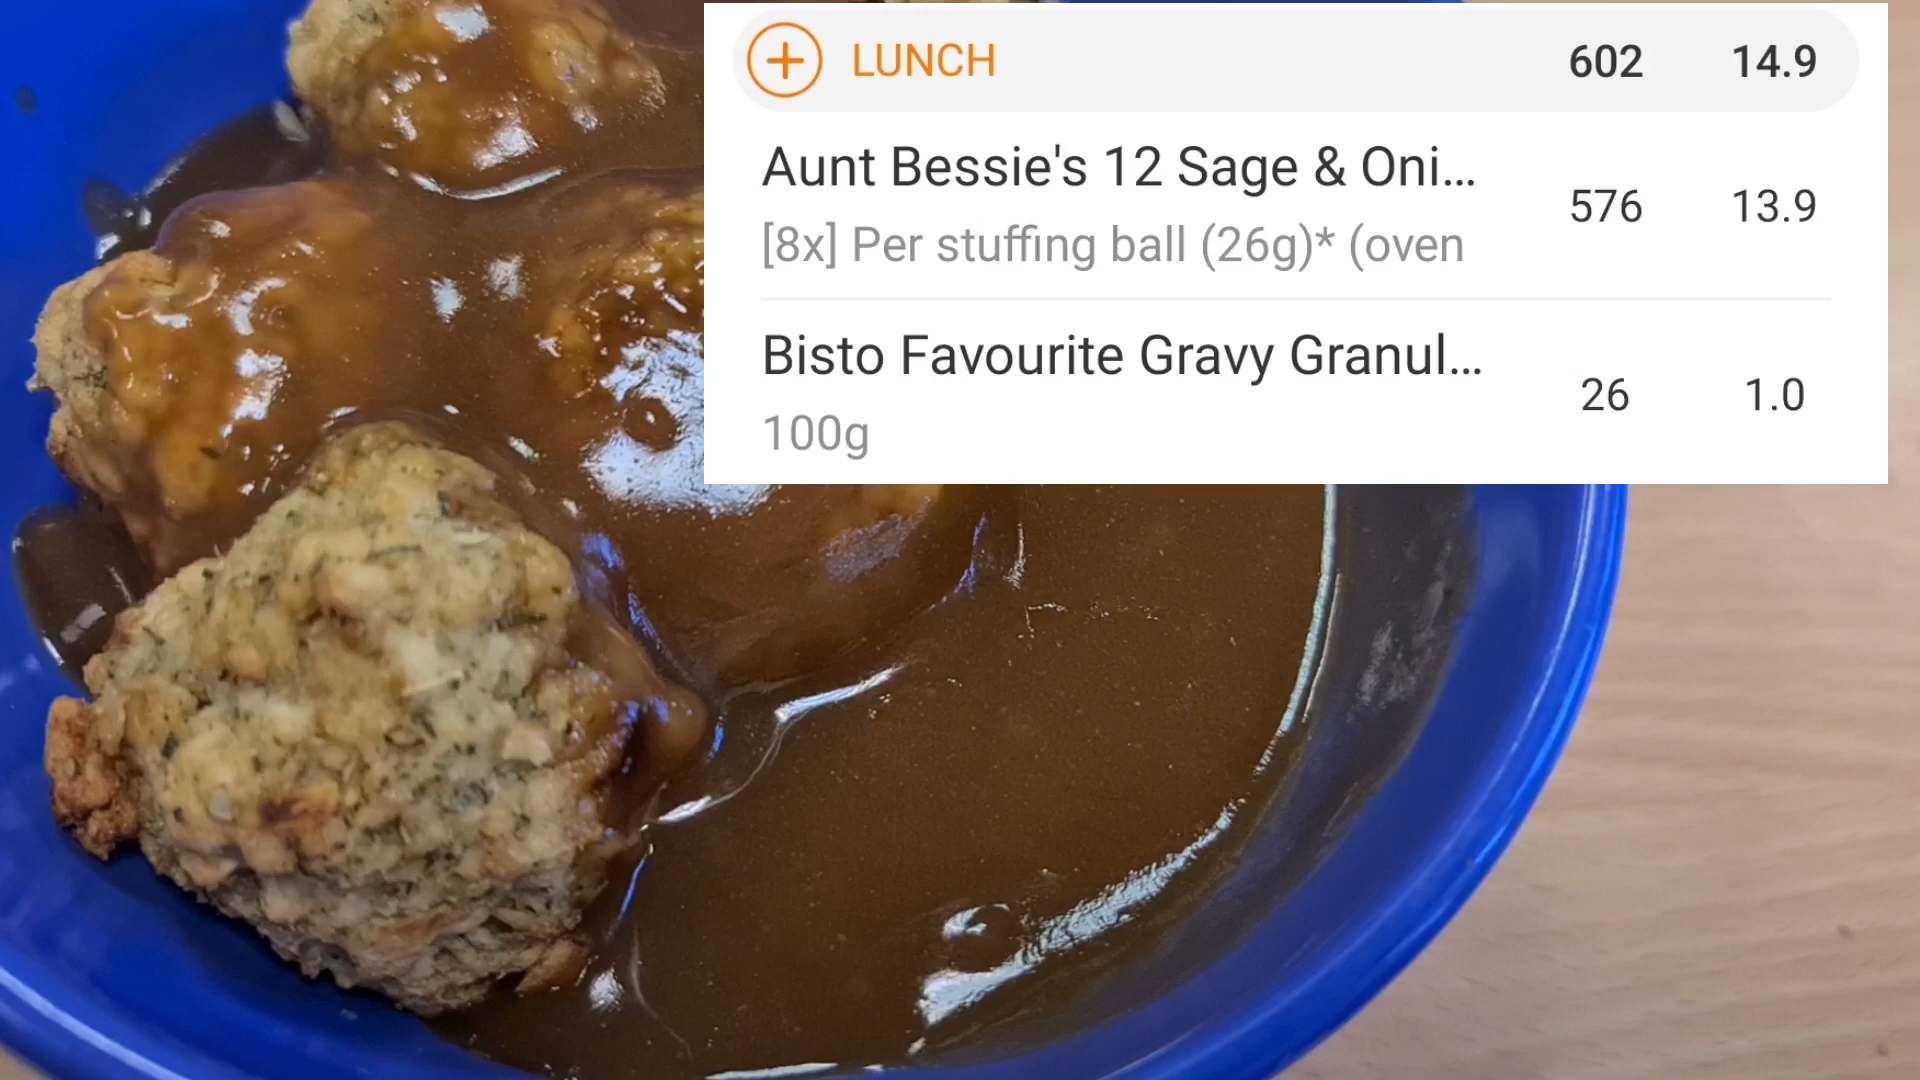 LUNCH 602 14.9
Aunt Bessie's 12 Sage & Oni... 576 13.9
[8x] Per stuffing ball (26g)* (oven
Bisto Favourite Gravy Granul... 26 1.0
100g